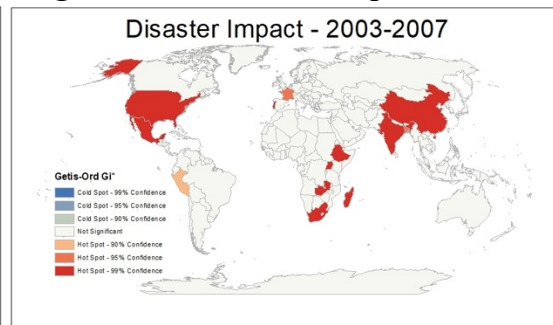 Disaster Impact - 2003-2007
Getis-Ord Gi*
Cold Spot - 99% Confidence
Cold Spot - 95% Confidence
Cold Spot - 90% Confidence
Not Significant
Hot Spot - 90% Confidence
Hot Spot - 95% Confidence
Hot Spot - 99% Confidence